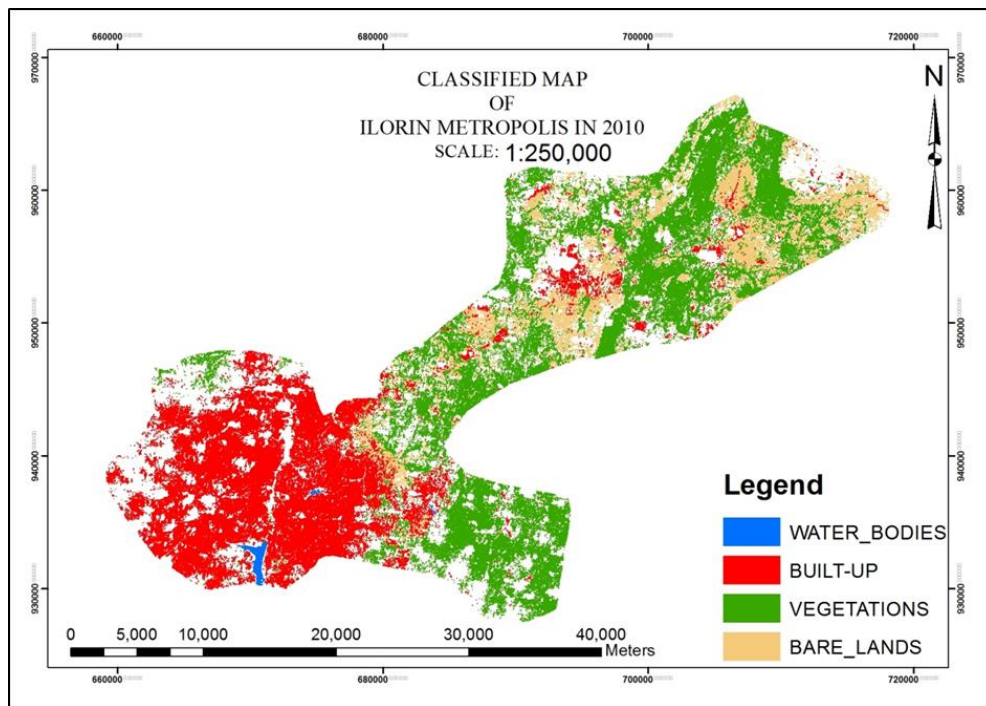 660000 680000 700000 720000
970000 970000
CLASSIFIED MAP
OF
ILORIN METROPOLIS IN 2010
SCALE: 1:250,000
N
960000 960000
950000 950000
940000 940000
930000 930000
Legend
WATER_BODIES
BUILT-UP
VEGETATIONS
BARE_LANDS
0 5,000 10,000 20,000 30,000 40,000
Meters
660000 680000 700000 720000